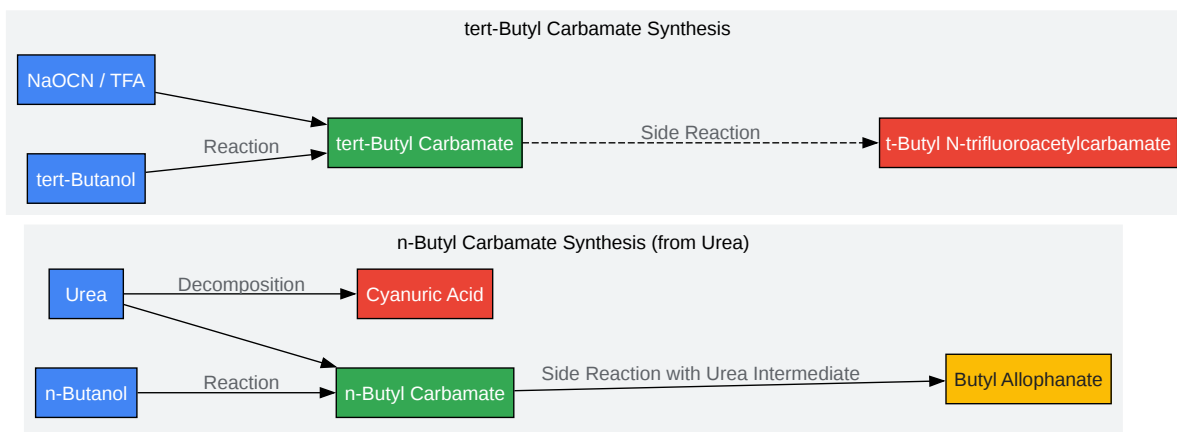 tert-Butyl Carbamate Synthesis
NaOCN / TFA
Reaction
tert-Butanol
tert-Butyl Carbamate
Side Reaction
t-Butyl N-trifluoroacetylcarbamate
n-Butyl Carbamate Synthesis (from Urea)
Urea
Decomposition
Cyanuric Acid
n-Butanol
Reaction
n-Butyl Carbamate
Side Reaction with Urea Intermediate
Butyl Allophanate